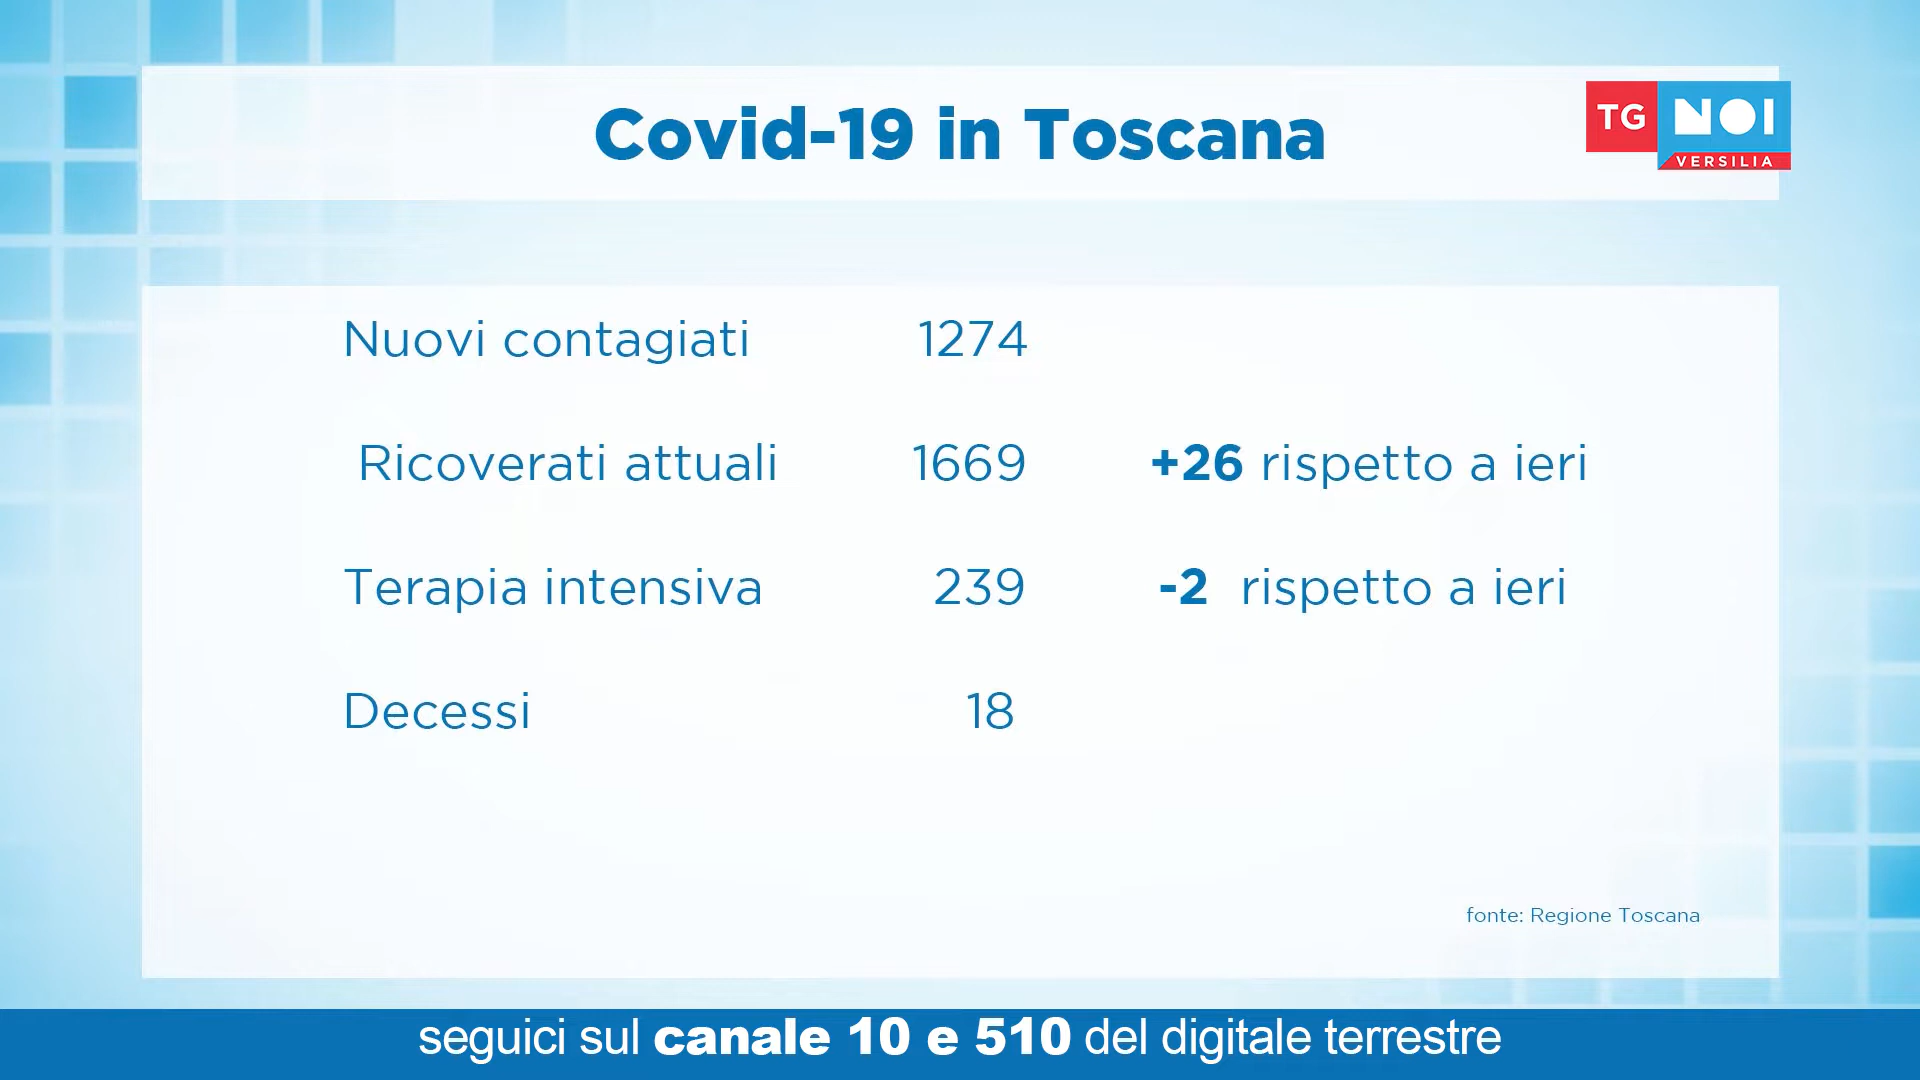 Covid-19 in Toscana
TG NOI
VERSILIA
Nuovi contagiati 1274
Ricoverati attuali 1669 +26 rispetto a ieri
Terapia intensiva 239 -2 rispetto a ieri
Decessi 18
fonte: Regione Toscana
seguici sul canale 10 e 510 del digitale terrestre